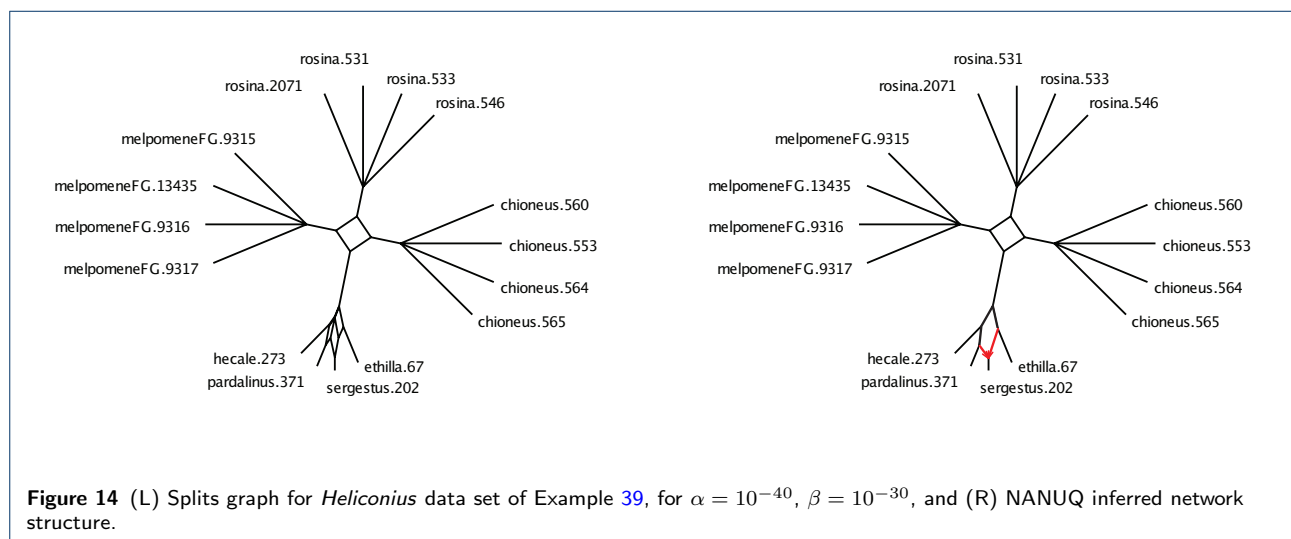 rosina.531
rosina.533
rosina.2071
rosina.546
melpomeneFG.9315
melpomeneFG.13435
melpomeneFG.9316
melpomeneFG.9317
chioneus.560
chioneus.553
chioneus.564
chioneus.565
hecale.273
pardalinus.371
sergestus.202
ethilla.67
rosina.531
rosina.533
rosina.2071
rosina.546
melpomeneFG.9315
melpomeneFG.13435
melpomeneFG.9316
melpomeneFG.9317
chioneus.560
chioneus.553
chioneus.564
chioneus.565
hecale.273
pardalinus.371
sergestus.202
ethilla.67
Figure 14 (L) Splits graph for Heliconius data set of Example 39, for α = 10⁻⁴⁰, β = 10⁻³⁰, and (R) NANUQ inferred network
structure.